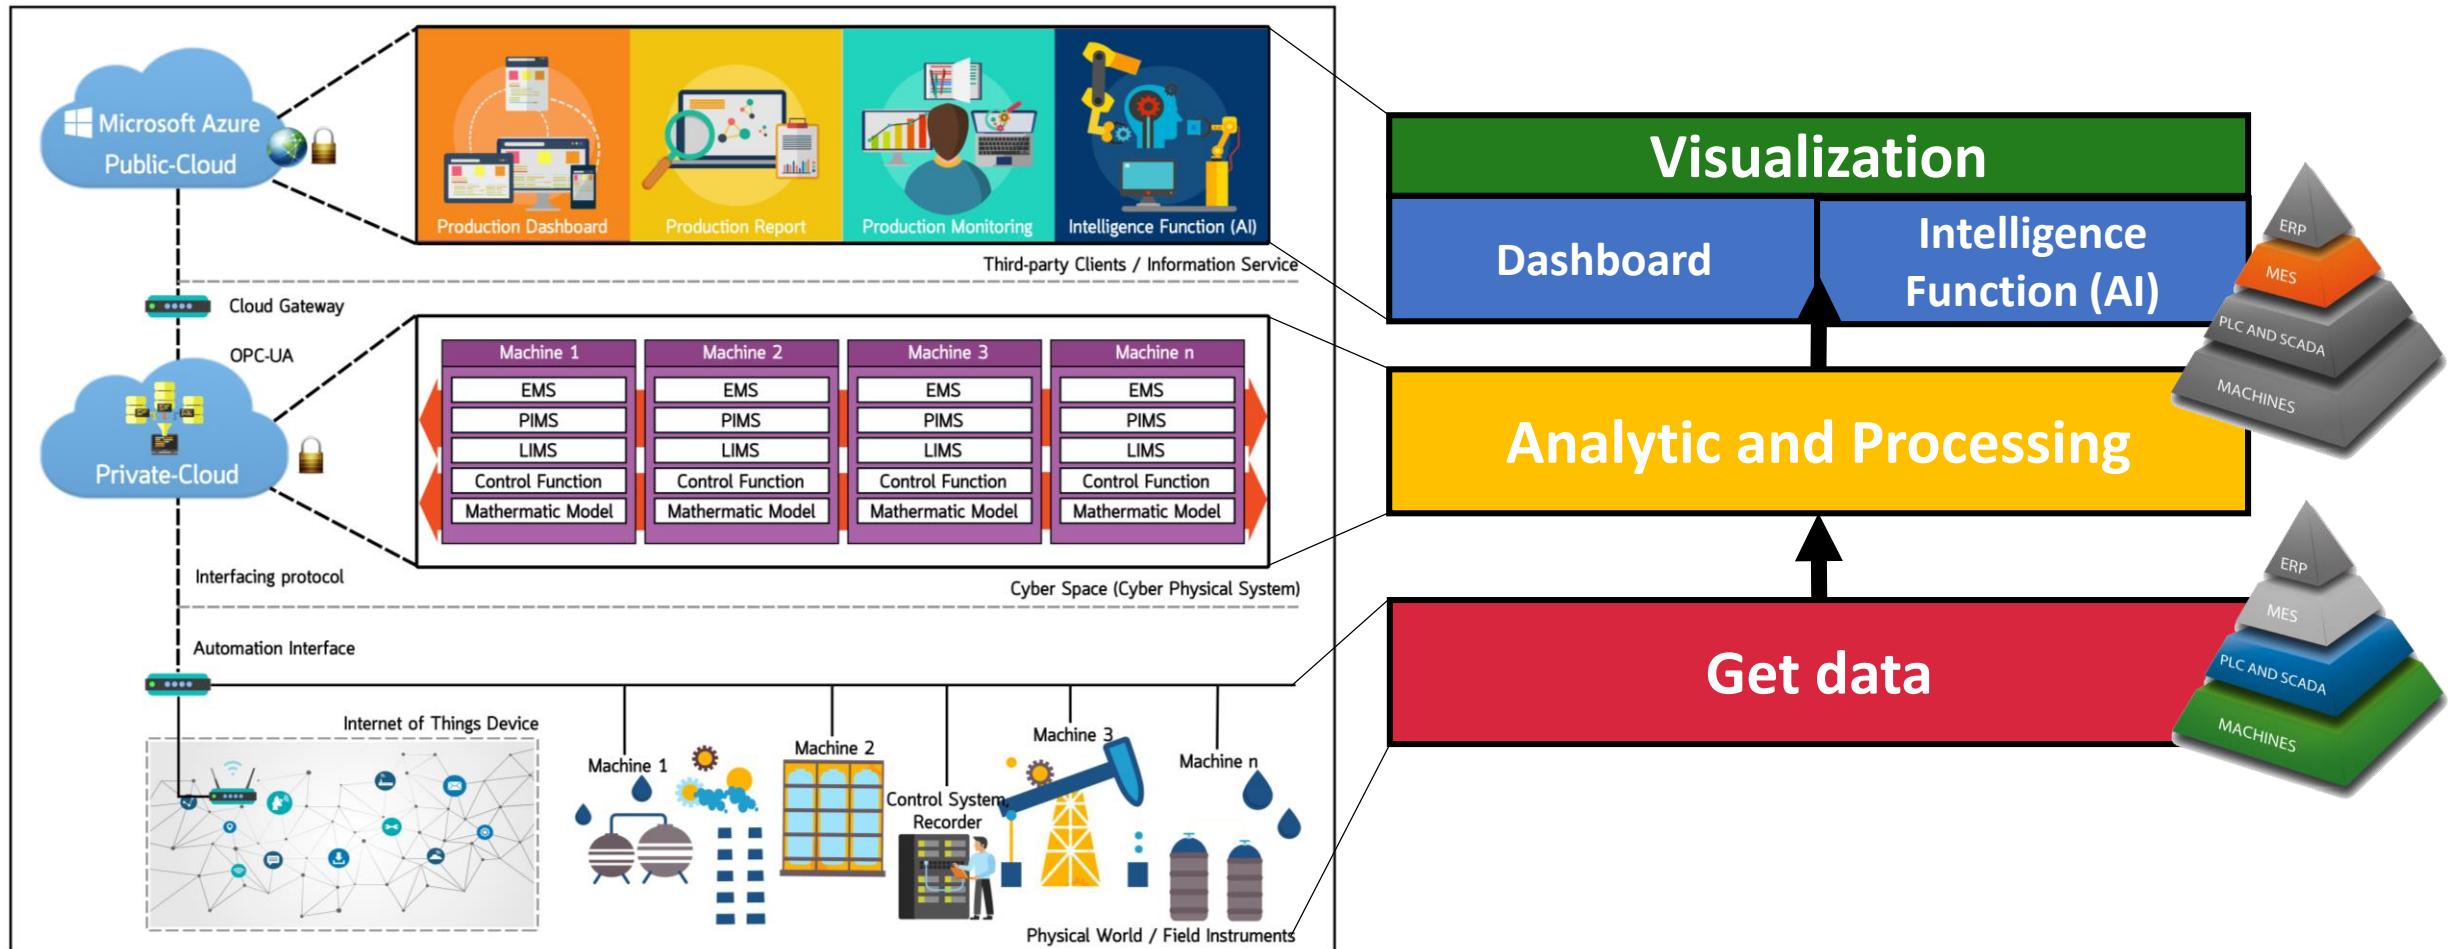 Microsoft Azure
Public-Cloud
Production Dashboard
Production Report
Production Monitoring
Intelligence Function (AI)
Third-party Clients / Information Service
Cloud Gateway
OPC-UA
Private-Cloud
Machine 1
EMS
PIMS
LIMS
Control Function
Mathermatic Model
Machine 2
EMS
PIMS
LIMS
Control Function
Mathermatic Model
Machine 3
EMS
PIMS
LIMS
Control Function
Mathermatic Model
Machine n
EMS
PIMS
LIMS
Control Function
Mathermatic Model
Interfacing protocol
Cyber Space (Cyber Physical System)
Automation Interface
Internet of Things Device
Machine 1
Machine 2
Control System,
Recorder
Machine 3
Machine n
Physical World / Field Instruments
Visualization
Dashboard
Intelligence
Function (AI)
Analytic and Processing
Get data
ERP
MES
PLC AND SCADA
MACHINES
ERP
MES
PLC AND SCADA
MACHINES